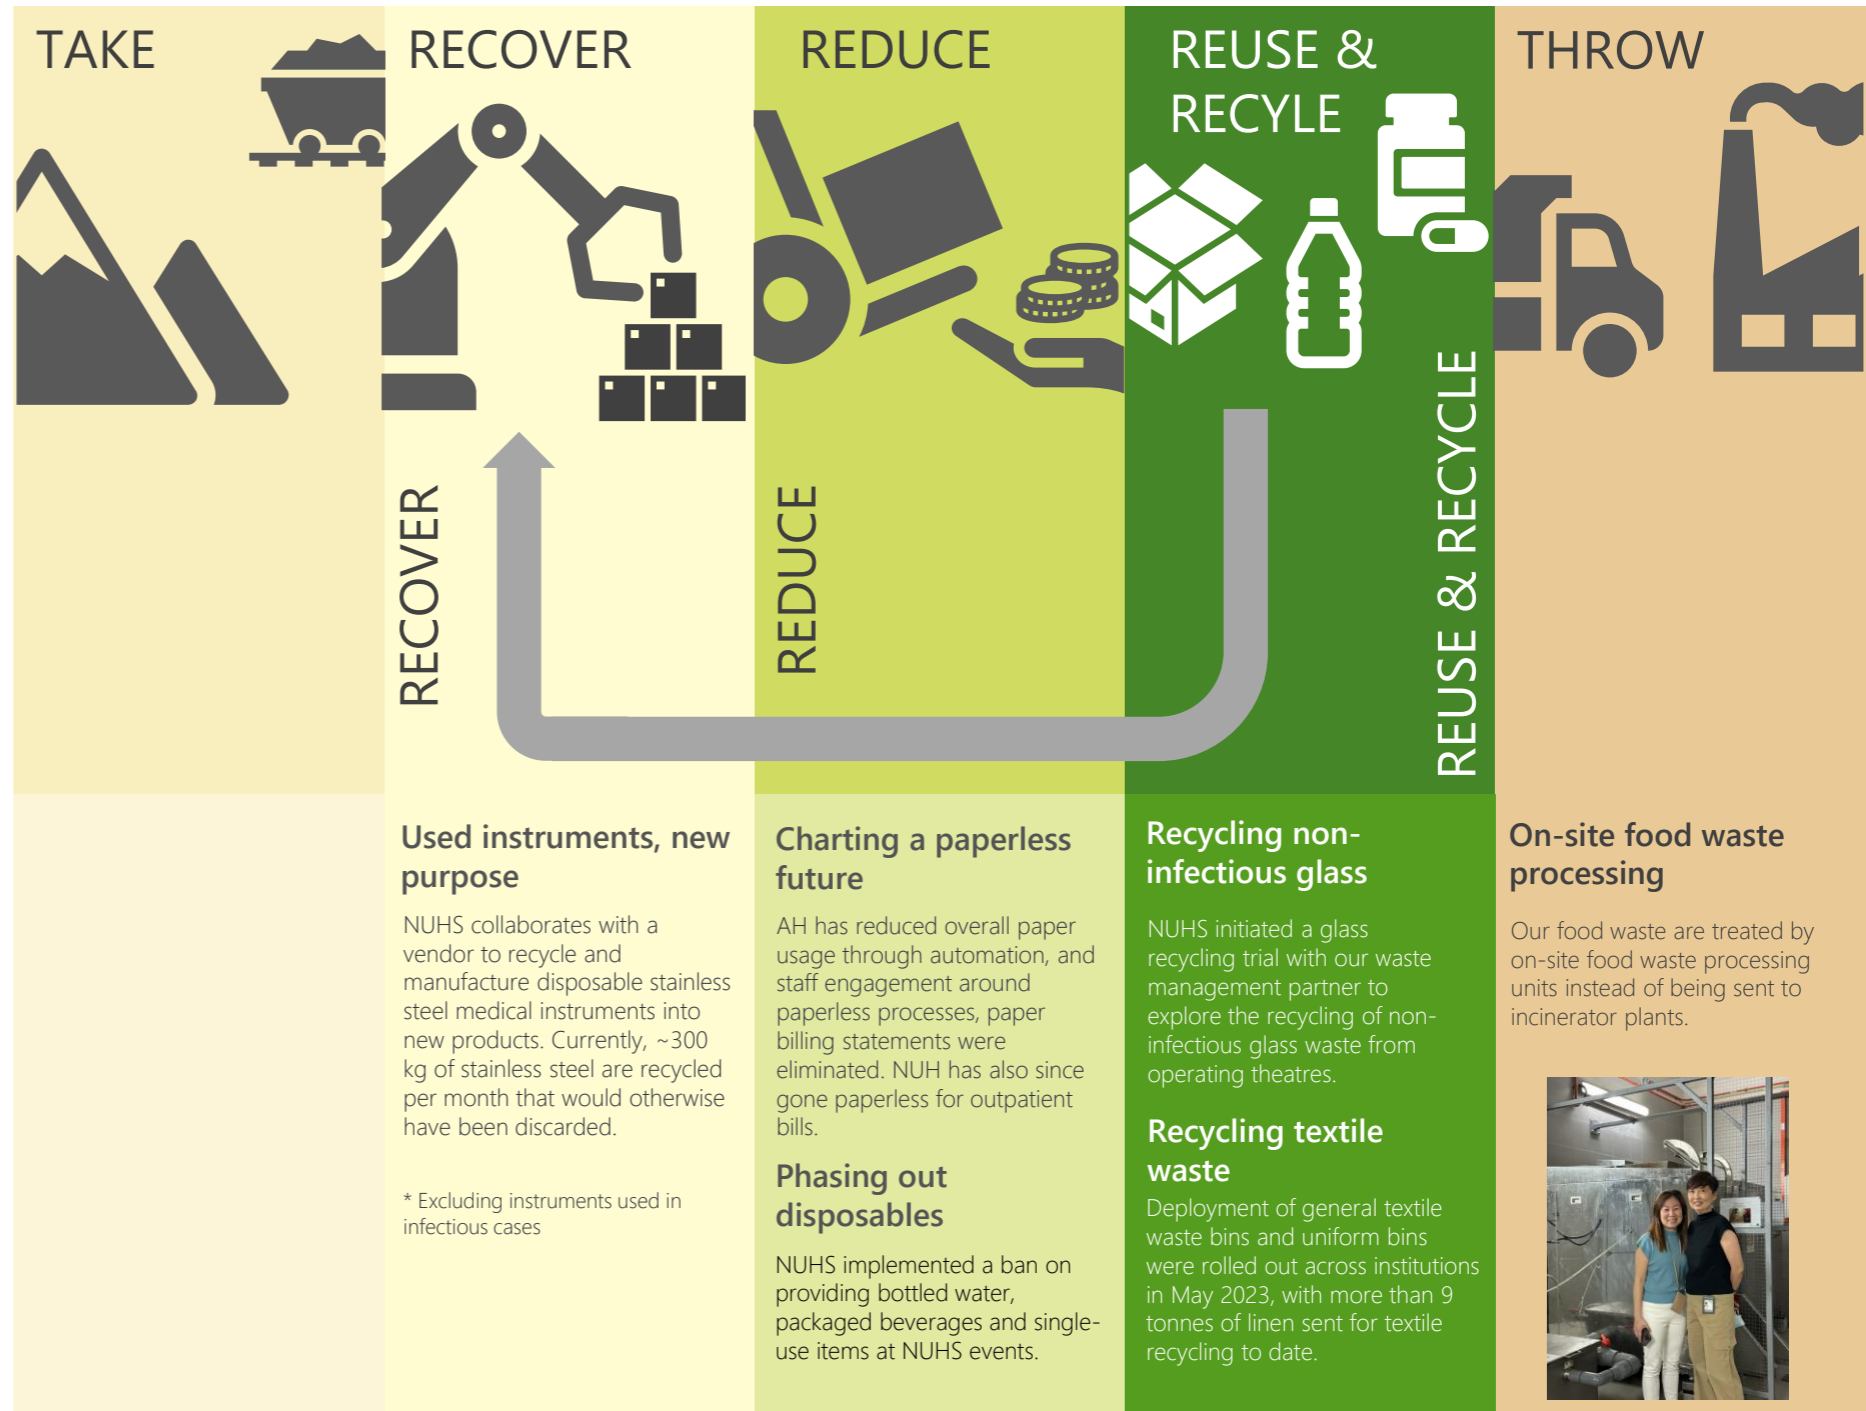 TAKE
RECOVER
REDUCE
REUSE &
RECYLE
THROW
RECOVER
REDUCE
REUSE & RECYCLE
Used instruments, new
purpose
NUHS collaborates with a
vendor to recycle and
manufacture disposable stainless
steel medical instruments into
new products. Currently, ~300
kg of stainless steel are recycled
per month that would otherwise
have been discarded.
* Excluding instruments used in
infectious cases
Charting a paperless
future
AH has reduced overall paper
usage through automation, and
staff engagement around
paperless processes, paper
billing statements were
eliminated. NUH has also since
gone paperless for outpatient
bills.
Phasing out
disposables
NUHS implemented a ban on
providing bottled water,
packaged beverages and single-
use items at NUHS events.
Recycling non-
infectious glass
NUHS initiated a glass
recycling trial with our waste
management partner to
explore the recycling of non-
infectious glass waste from
operating theatres.
Recycling textile
waste
Deployment of general textile
waste bins and uniform bins
were rolled out across institutions
in May 2023, with more than 9
tonnes of linen sent for textile
recycling to date.
On-site food waste
processing
Our food waste are treated by
on-site food waste processing
units instead of being sent to
incinerator plants.